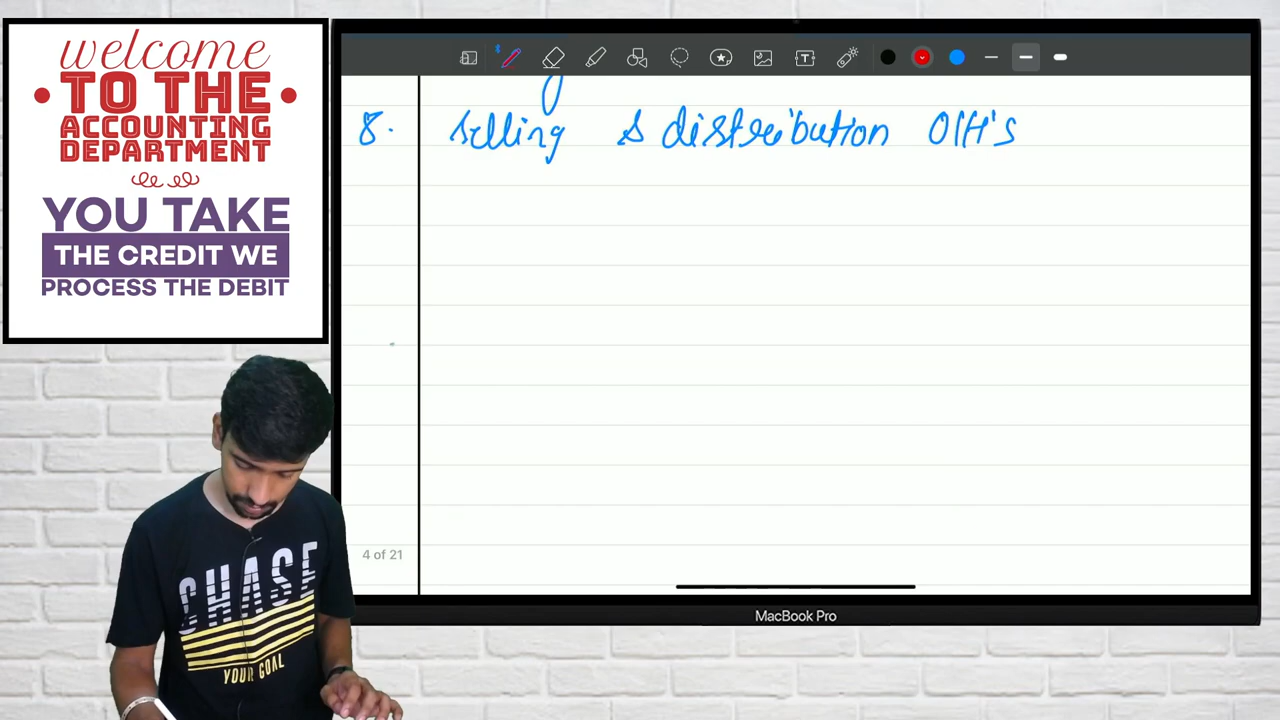 welcome
TO THE
ACCOUNTING
DEPARTMENT
YOU TAKE
THE CREDIT WE
PROCESS THE DEBIT
8. Selling & distribution O/H's
4 of 21
MacBook Pro
CHASE
YOUR GOAL